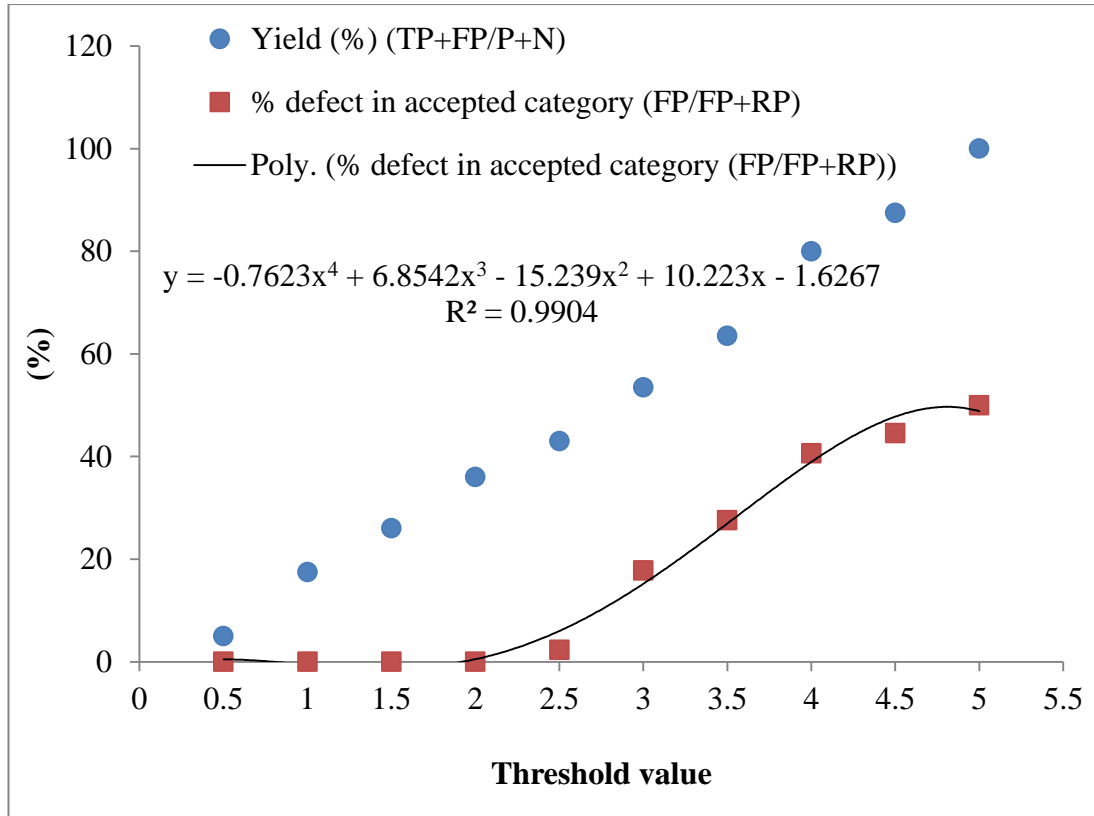 Yield (%) (TP+FP/P+N)
% defect in accepted category (FP/FP+RP)
Poly. (% defect in accepted category (FP/FP+RP))
y = -0.7623x⁴ + 6.8542x³ - 15.239x² + 10.223x - 1.6267
R² = 0.9904
(%)
120
100
80
60
40
20
0
0 0.5 1 1.5 2 2.5 3 3.5 4 4.5 5 5.5
Threshold value